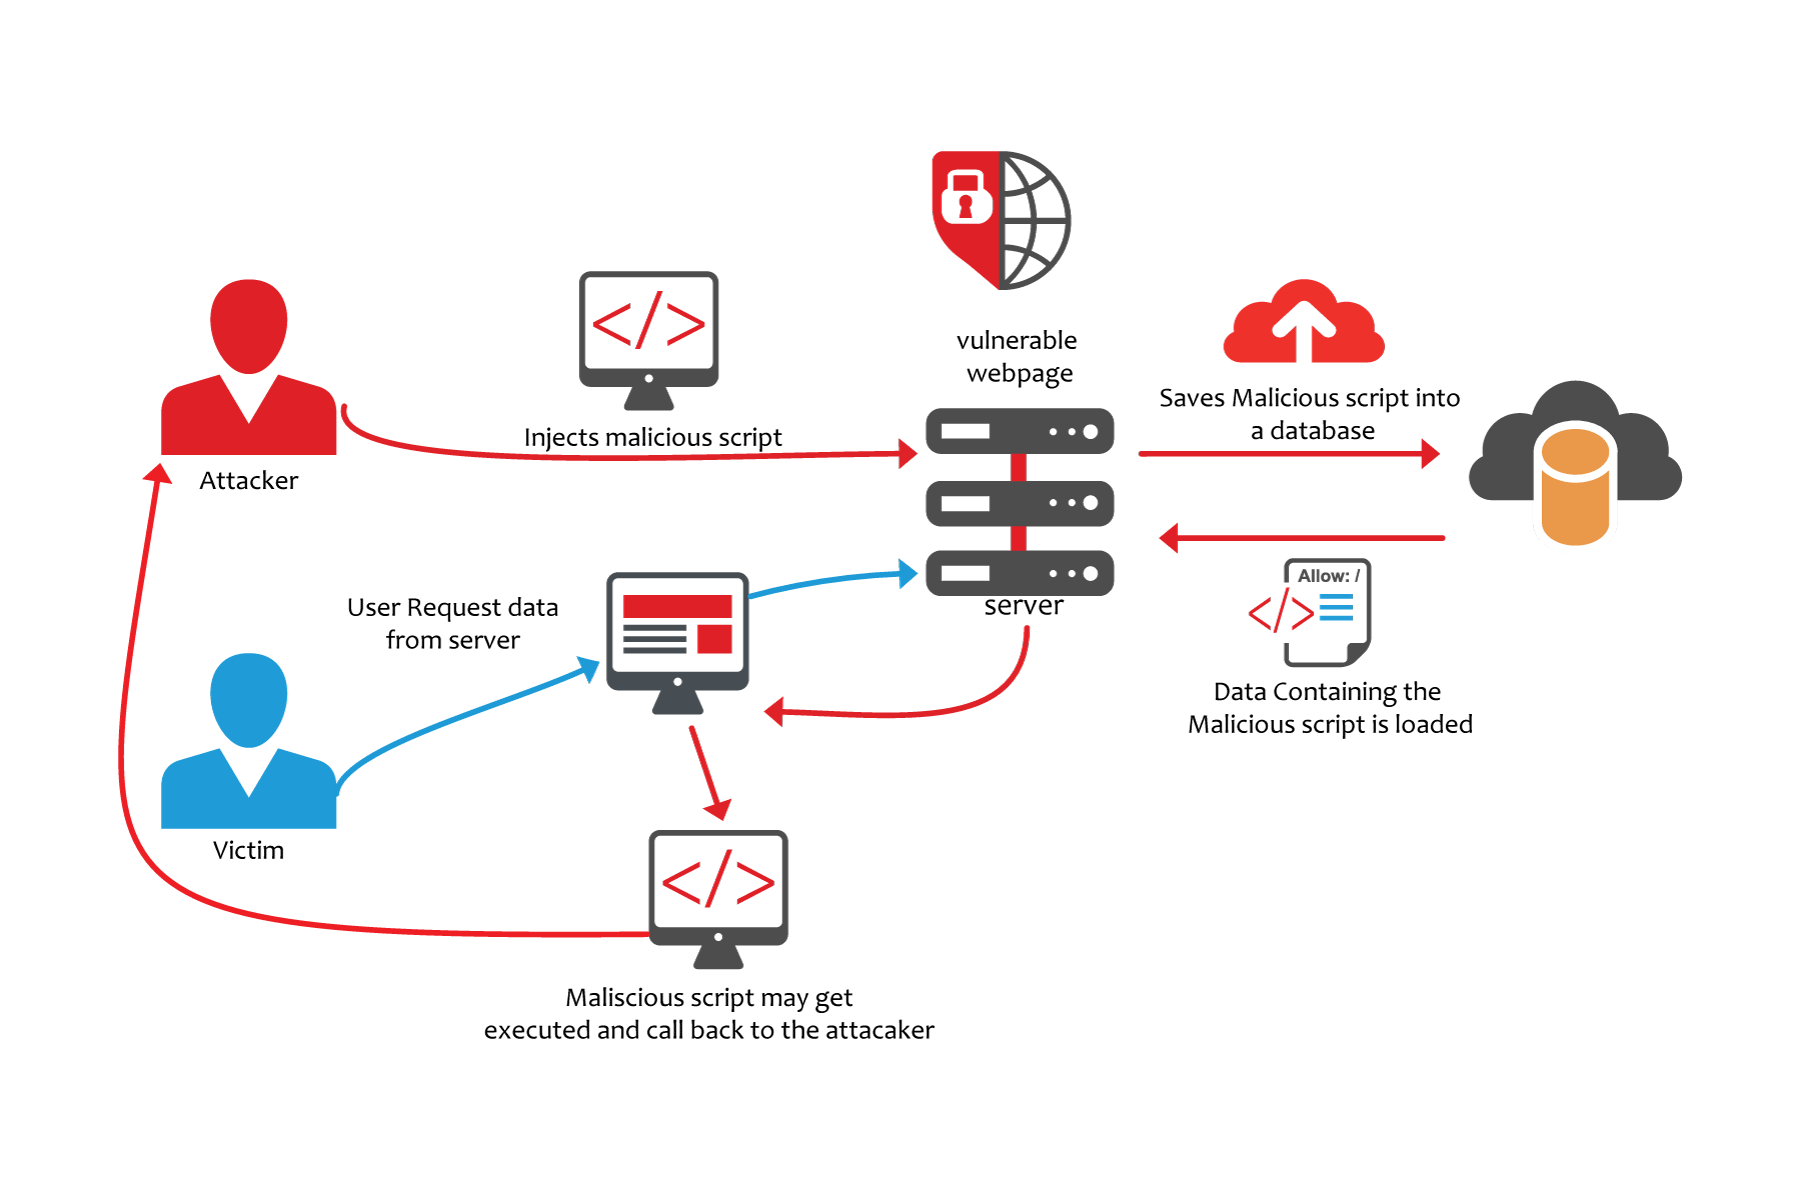 vulnerable
webpage
Injects malicious script
Saves Malicious script into
a database
Attacker
server
Allow: /
User Request data
from server
Data Containing the
Malicious script is loaded
Victim
</>
</>
</>
Maliscious script may get
executed and call back to the attacaker